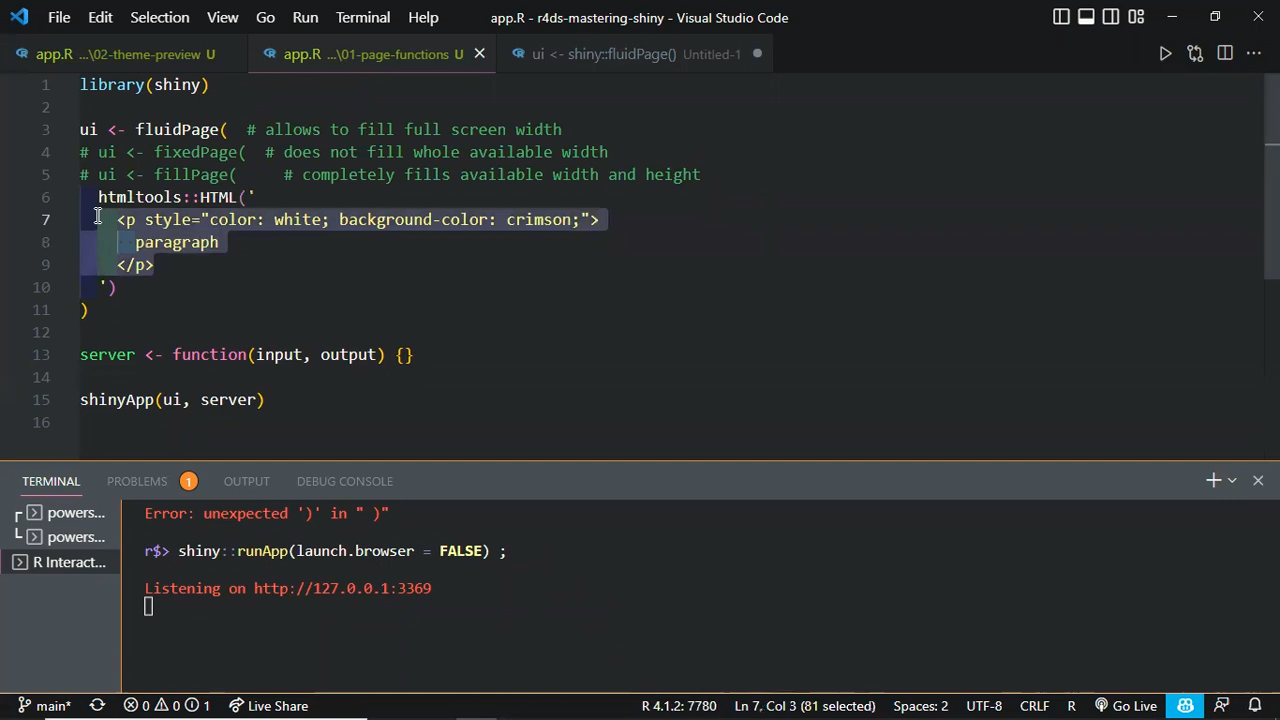 File Edit Selection View Go Run Terminal Help app.R - r4ds-mastering-shiny - Visual Studio Code
app.R ...\02-theme-preview U app.R ...\01-page-functions U ui <- shiny::fluidPage() Untitled-1
1 library(shiny)
2
3 ui <- fluidPage(  # allows to fill full screen width
4 # ui <- fixedPage(  # does not fill whole available width
5 # ui <- fillPage(     # completely fills available width and height
6   htmltools::HTML('
7     <p style="color: white; background-color: crimson;">
8       paragraph
9     </p>
10   ')
11 )
12
13 server <- function(input, output) {}
14
15 shinyApp(ui, server)
16
TERMINAL PROBLEMS 1 OUTPUT DEBUG CONSOLE
powers...
powers...
R Interact...
Error: unexpected ')' in " )"
r$> shiny::runApp(launch.browser = FALSE) ;
Listening on http://127.0.0.1:3369
main* 0 0 1 Live Share R 4.1.2: 7780 Ln 7, Col 3 (81 selected) Spaces: 2 UTF-8 CRLF R Go Live